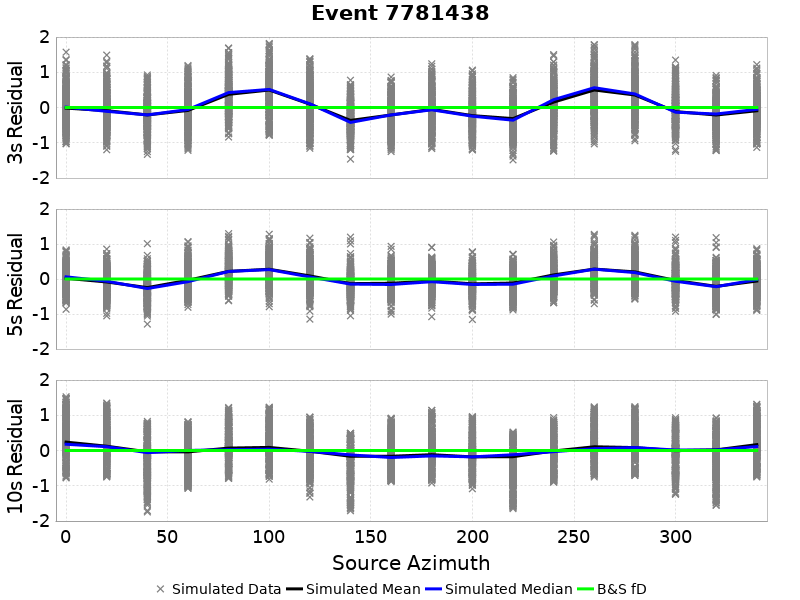 Event 7781438
3s Residual
2
1
0
-1
-2
5s Residual
2
1
0
-1
-2
10s Residual
2
1
0
-1
-2
0 50 100 150 200 250 300
Source Azimuth
Simulated Data Simulated Mean Simulated Median B&S fD